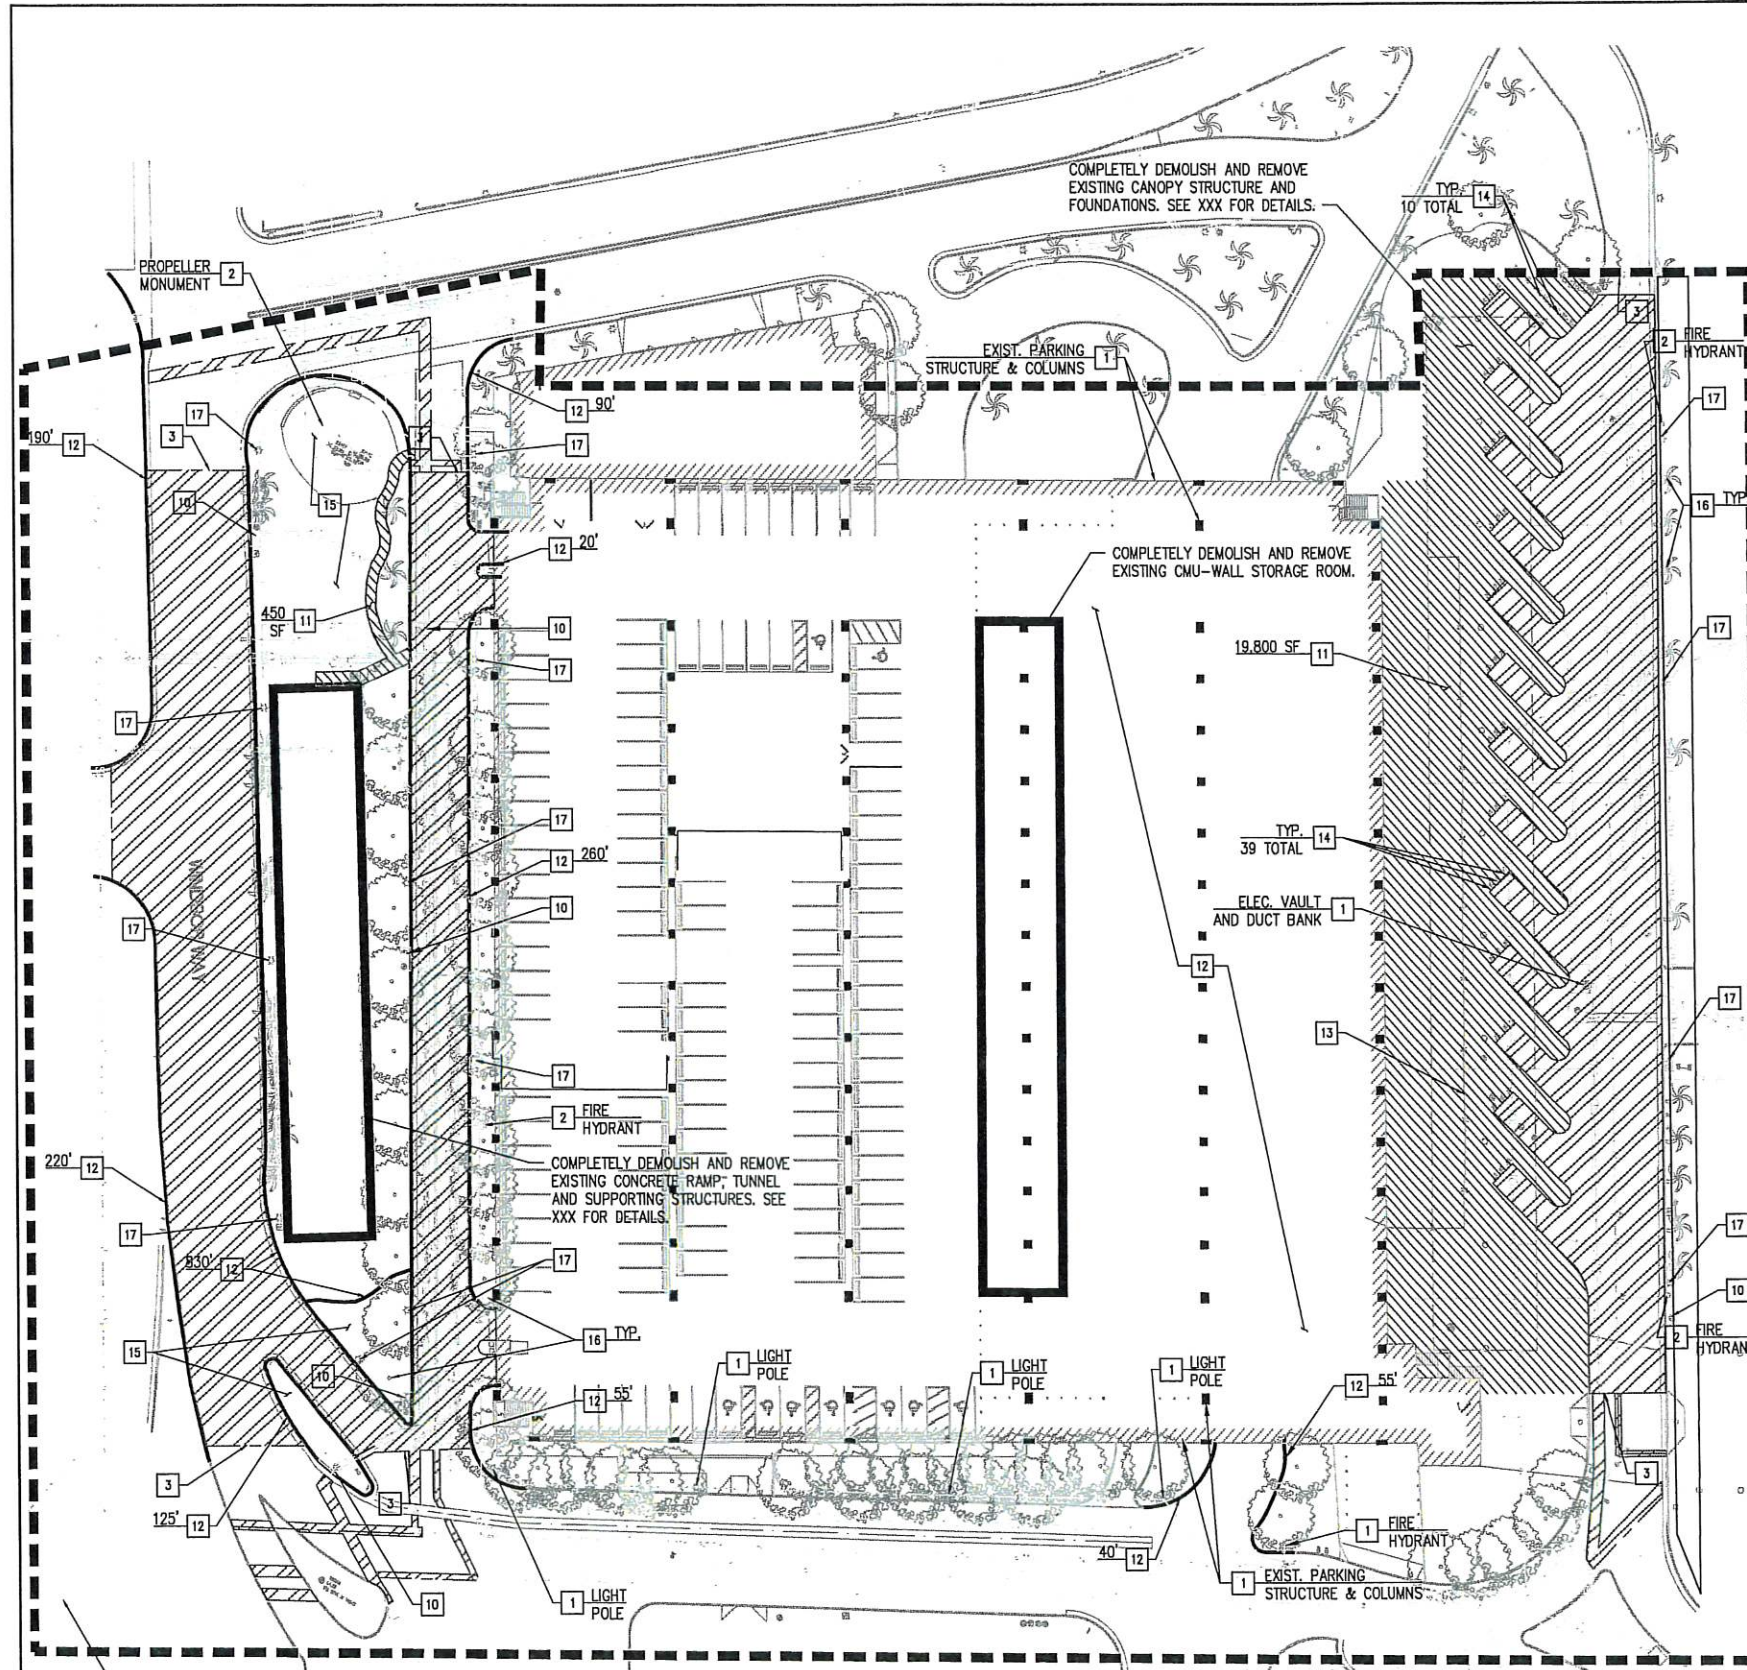 COMPLETELY DEMOLISH AND REMOVE
EXISTING CANOPY STRUCTURE AND
FOUNDATIONS. SEE XXX FOR DETAILS.
TYP. 14
10 TOTAL
PROPELLER 2
MONUMENT
3
2 FIRE
HYDRANT
EXIST. PARKING 1
STRUCTURE & COLUMNS
17
12 90'
17
190' 12
3
17
3
15
10
16 TYP.
12 20'
COMPLETELY DEMOLISH AND REMOVE
EXISTING CMU-WALL STORAGE ROOM.
450 11
SF
10
17
17
19,800 SF 11
17
17
12 260'
TYP. 14
39 TOTAL
10
ELEC. VAULT 1
AND DUCT BANK
17
WINDSOR WAY
12
17
13
17
2 FIRE
HYDRANT
220' 12
COMPLETELY DEMOLISH AND REMOVE
EXISTING CONCRETE RAMP, TUNNEL
AND SUPPORTING STRUCTURES. SEE
XXX FOR DETAILS.
17
17
12
17
10
16 TYP.
2 FIRE
HYDRANT
15
10
1 LIGHT
POLE
1 LIGHT
POLE
1 LIGHT
POLE
12 55'
12 55'
3
3
3
125' 12
1 FIRE
HYDRANT
40' 12
1 EXIST. PARKING
STRUCTURE & COLUMNS
10
1 LIGHT
POLE